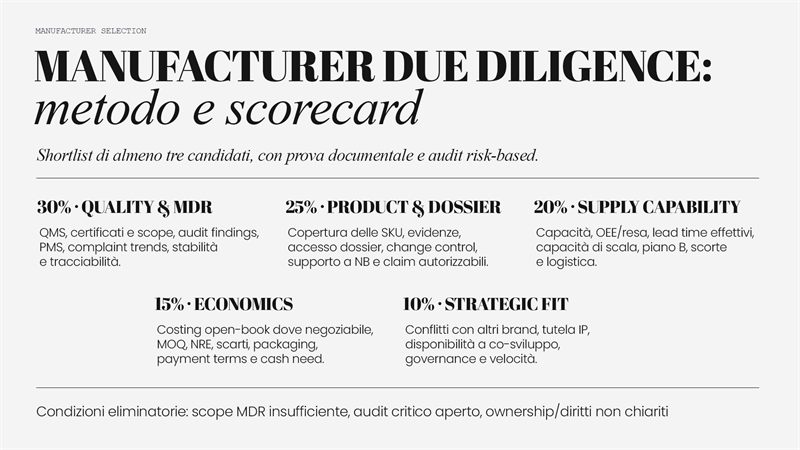 MANUFACTURER SELECTION
MANUFACTURER DUE DILIGENCE:
metodo e scorecard
Shortlist di almeno tre candidati, con prova documentale e audit risk-based.
30% · QUALITY & MDR
QMS, certificati e scope, audit findings,
PMS, complaint trends, stabilità
e tracciabilità.
25% · PRODUCT & DOSSIER
Copertura delle SKU, evidenze,
accesso dossier, change control,
supporto a NB e claim autorizzabili.
20% · SUPPLY CAPABILITY
Capacità, OEE/resa, lead time effettivi,
capacità di scala, piano B, scorte
e logistica.
15% · ECONOMICS
Costing open-book dove negoziabile,
MOQ, NRE, scarti, packaging,
payment terms e cash need.
10% · STRATEGIC FIT
Conflitti con altri brand, tutela IP,
disponibilità a co-sviluppo,
governance e velocità.
Condizioni eliminatorie: scope MDR insufficiente, audit critico aperto, ownership/diritti non chiariti